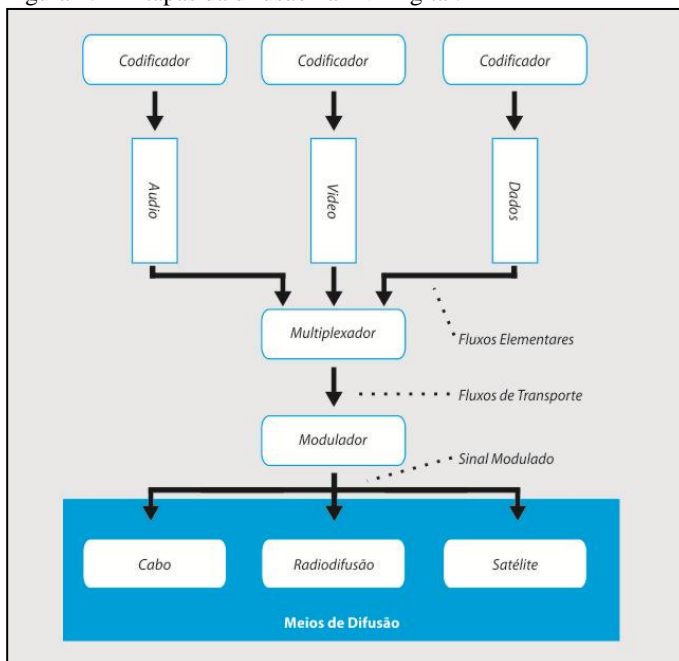 Codificador
Codificador
Codificador
Audio
Video
Dados
Multiplexador
Fluxos Elementares
Fluxos de Transporte
Modulador
Sinal Modulado
Cabo
Radiodifusão
Satélite
Meios de Difusão